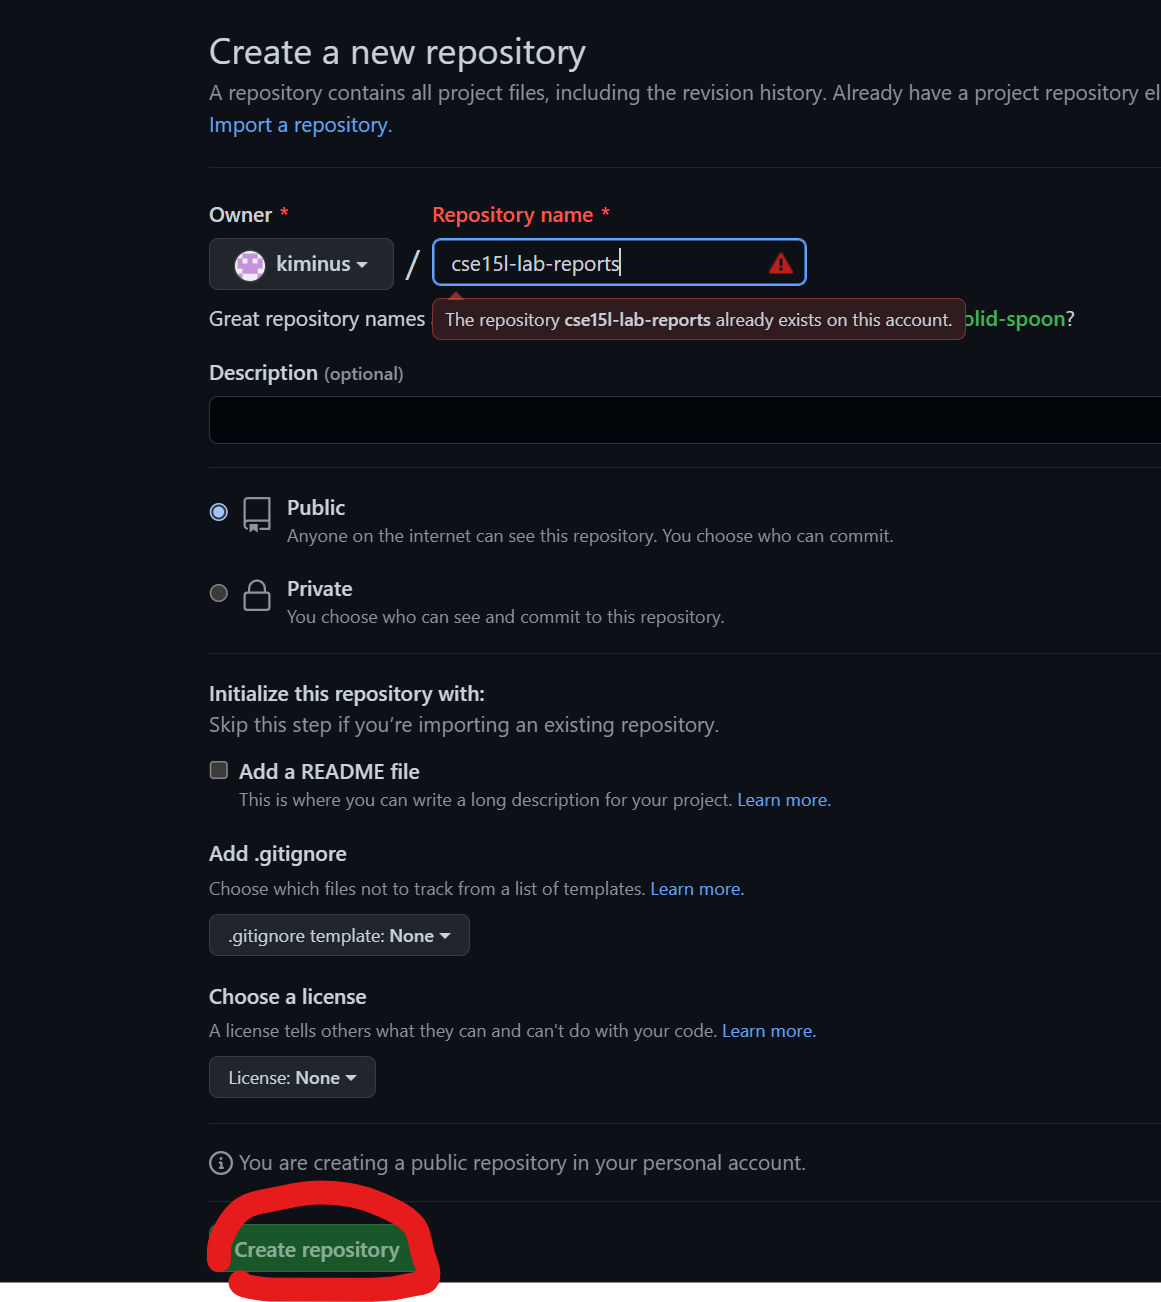 Create a new repository
A repository contains all project files, including the revision history. Already have a project repository
Import a repository.
Owner *
Repository name *
kiminus
/
cse15l-lab-reports
Great repository names
The repository cse15l-lab-reports already exists on this account.
olid-spoon?
Description (optional)
Public
Anyone on the internet can see this repository. You choose who can commit.
Private
You choose who can see and commit to this repository.
Initialize this repository with:
Skip this step if you’re importing an existing repository.
Add a README file
This is where you can write a long description for your project. Learn more.
Add .gitignore
Choose which files not to track from a list of templates. Learn more.
.gitignore template: None
Choose a license
A license tells others what they can and can't do with your code. Learn more.
License: None
You are creating a public repository in your personal account.
Create repository